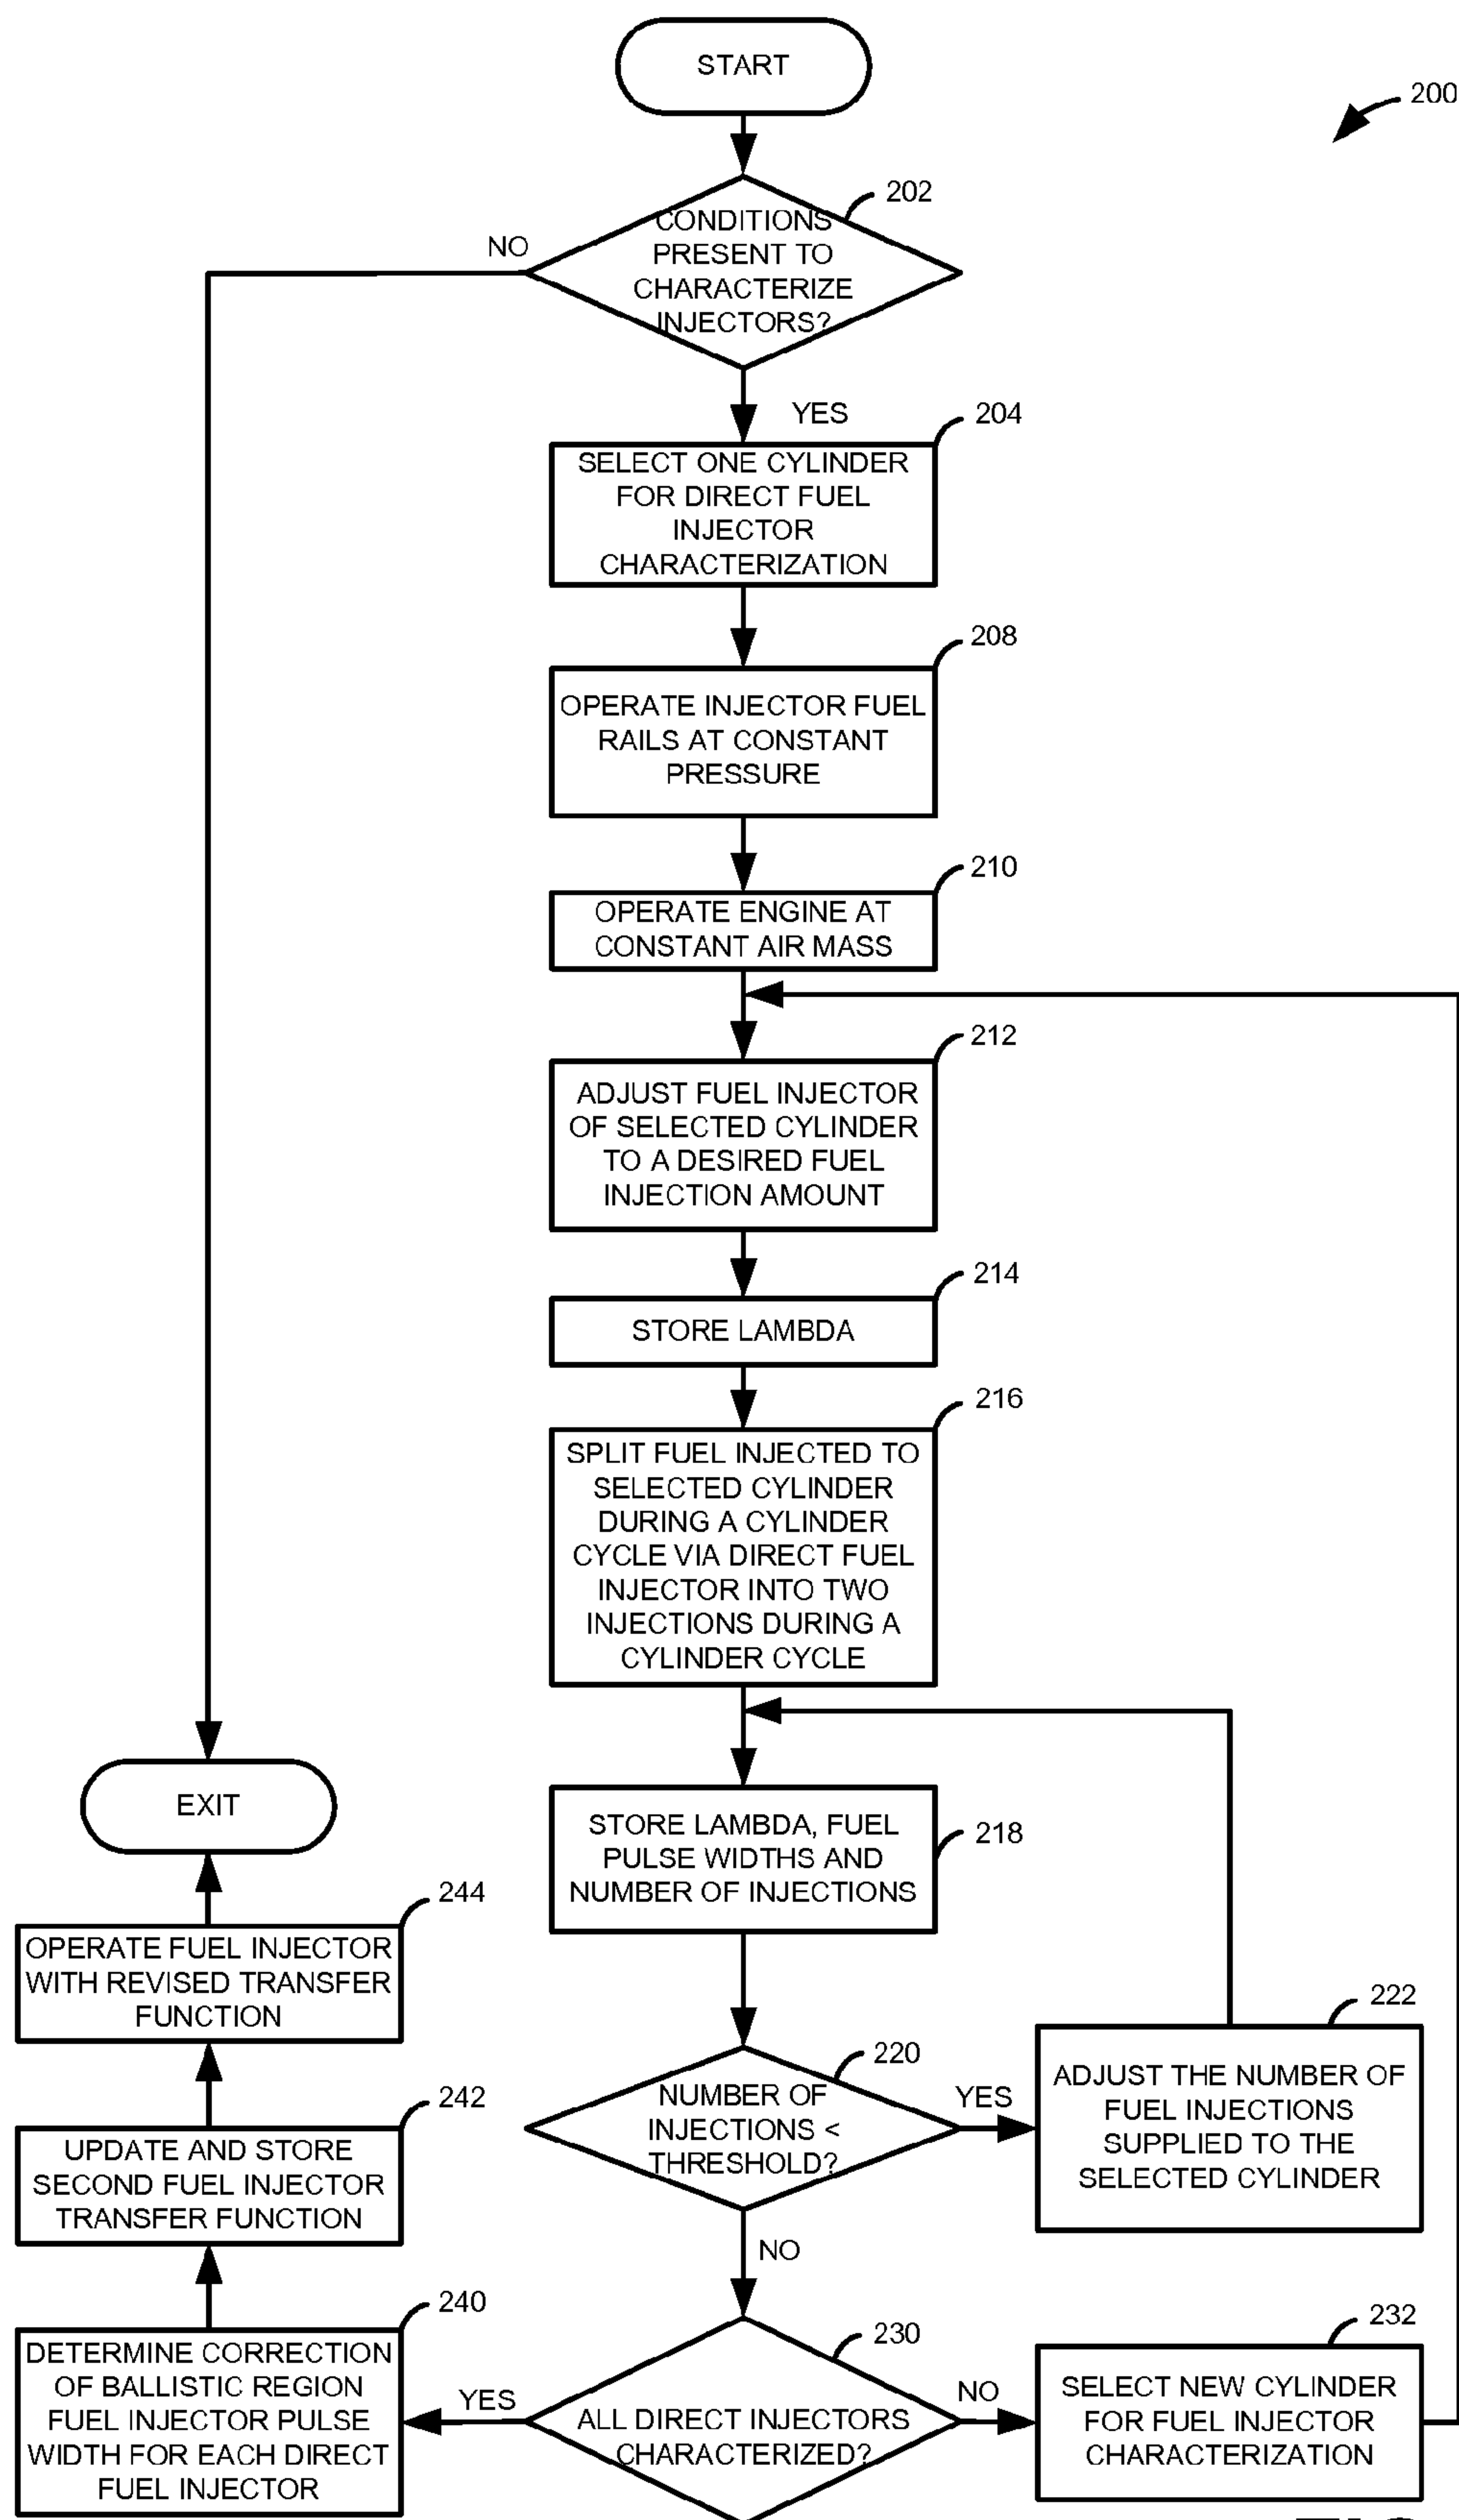 START
200
202
CONDITIONS
PRESENT TO
CHARACTERIZE
INJECTORS?
NO
YES
204
SELECT ONE CYLINDER
FOR DIRECT FUEL
INJECTOR
CHARACTERIZATION
208
OPERATE INJECTOR FUEL
RAILS AT CONSTANT
PRESSURE
210
OPERATE ENGINE AT
CONSTANT AIR MASS
212
ADJUST FUEL INJECTOR
OF SELECTED CYLINDER
TO A DESIRED FUEL
INJECTION AMOUNT
214
STORE LAMBDA
216
SPLIT FUEL INJECTED TO
SELECTED CYLINDER
DURING A CYLINDER
CYCLE VIA DIRECT FUEL
INJECTOR INTO TWO
INJECTIONS DURING A
CYLINDER CYCLE
218
STORE LAMBDA, FUEL
PULSE WIDTHS AND
NUMBER OF INJECTIONS
220
NUMBER OF
INJECTIONS <
THRESHOLD?
YES
222
ADJUST THE NUMBER OF
FUEL INJECTIONS
SUPPLIED TO THE
SELECTED CYLINDER
NO
230
ALL DIRECT INJECTORS
CHARACTERIZED?
NO
232
SELECT NEW CYLINDER
FOR FUEL INJECTOR
CHARACTERIZATION
YES
240
DETERMINE CORRECTION
OF BALLISTIC REGION
FUEL INJECTOR PULSE
WIDTH FOR EACH DIRECT
FUEL INJECTOR
242
UPDATE AND STORE
SECOND FUEL INJECTOR
TRANSFER FUNCTION
244
OPERATE FUEL INJECTOR
WITH REVISED TRANSFER
FUNCTION
EXIT